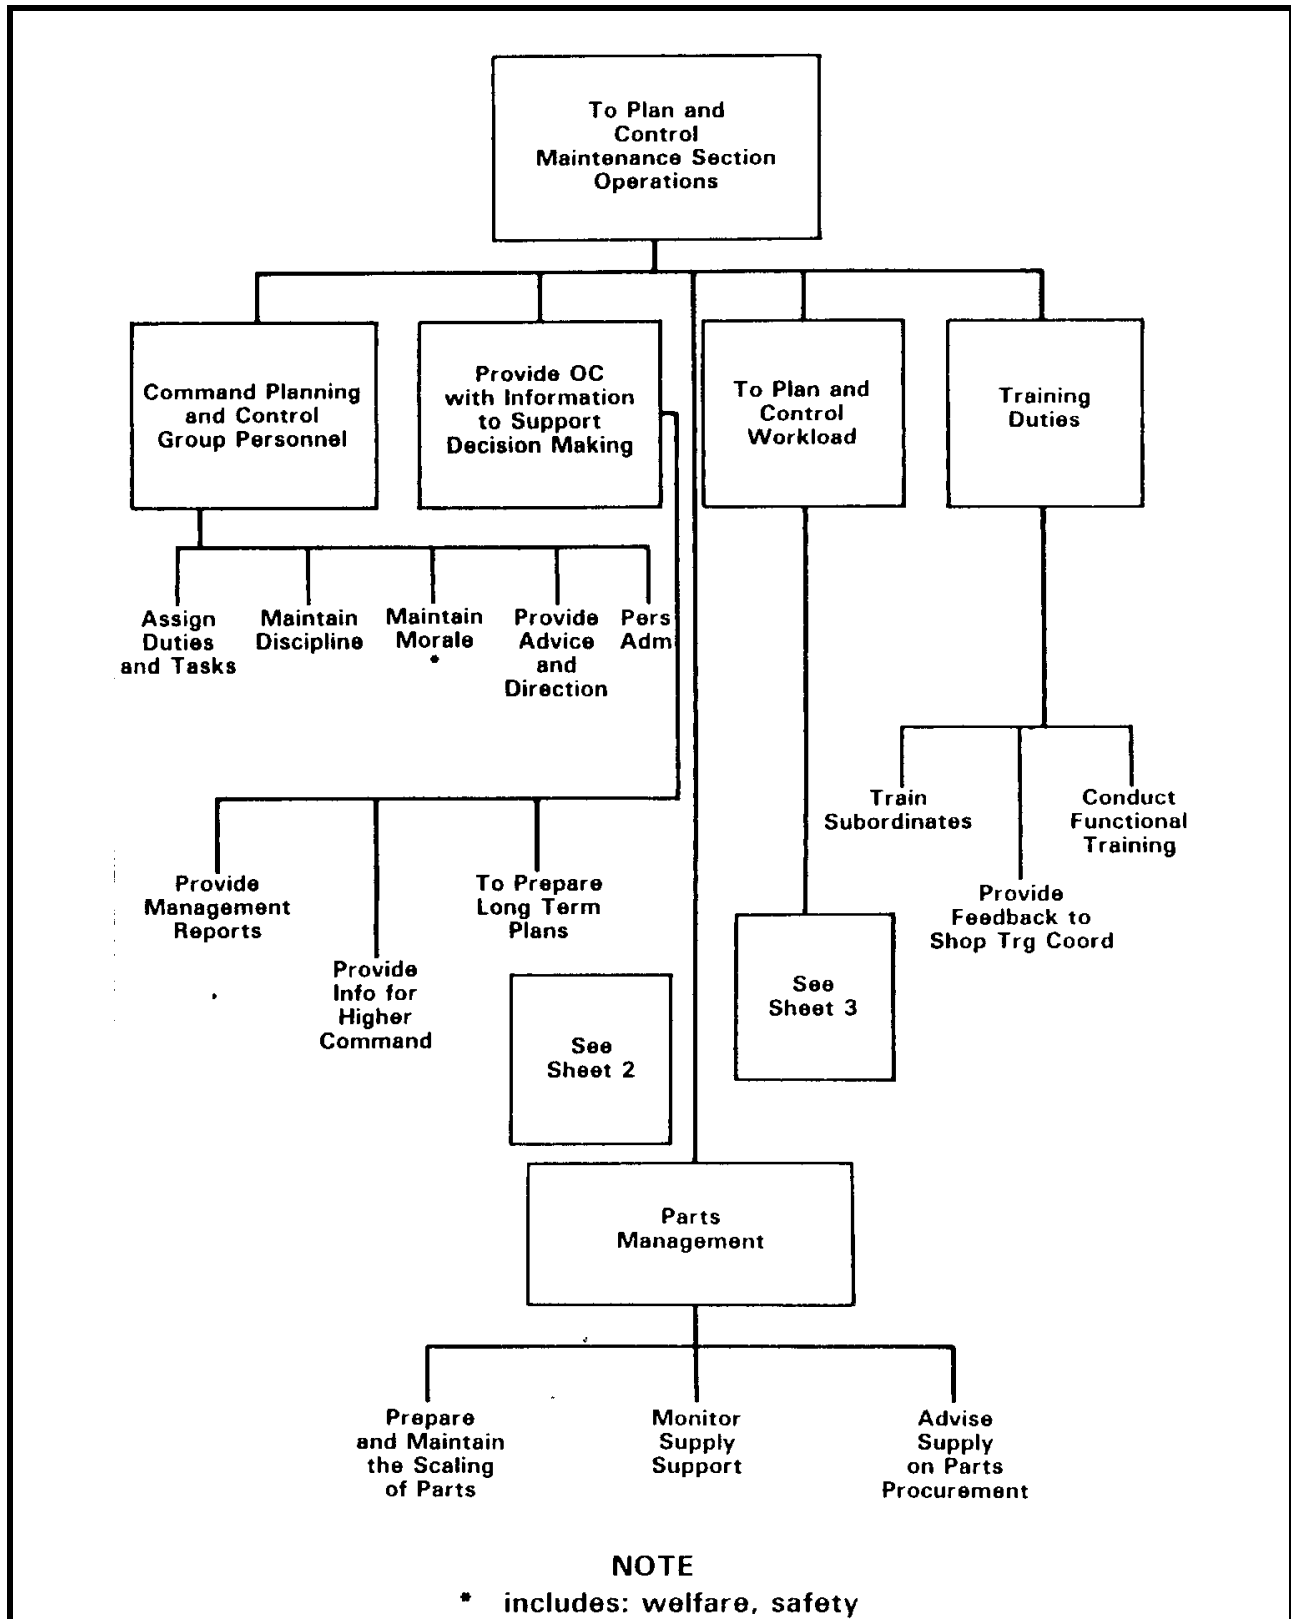 To Plan and
Control
Maintenance Section
Operations
Command Planning
and Control
Group Personnel
Provide OC
with Information
to Support
Decision Making
To Plan and
Control
Workload
Training
Duties
Assign
Duties
and Tasks
Maintain
Discipline
Maintain
Morale
*
Provide
Advice
and
Direction
Pers
Adm
Train
Subordinates
Provide
Feedback to
Shop Trg Coord
Conduct
Functional
Training
Provide
Management
Reports
Provide
Info for
Higher
Command
To Prepare
Long Term
Plans
See
Sheet 2
See
Sheet 3
Parts
Management
Prepare
and Maintain
the Scaling
of Parts
Monitor
Supply
Support
Advise
Supply
on Parts
Procurement
NOTE
* includes: welfare, safety